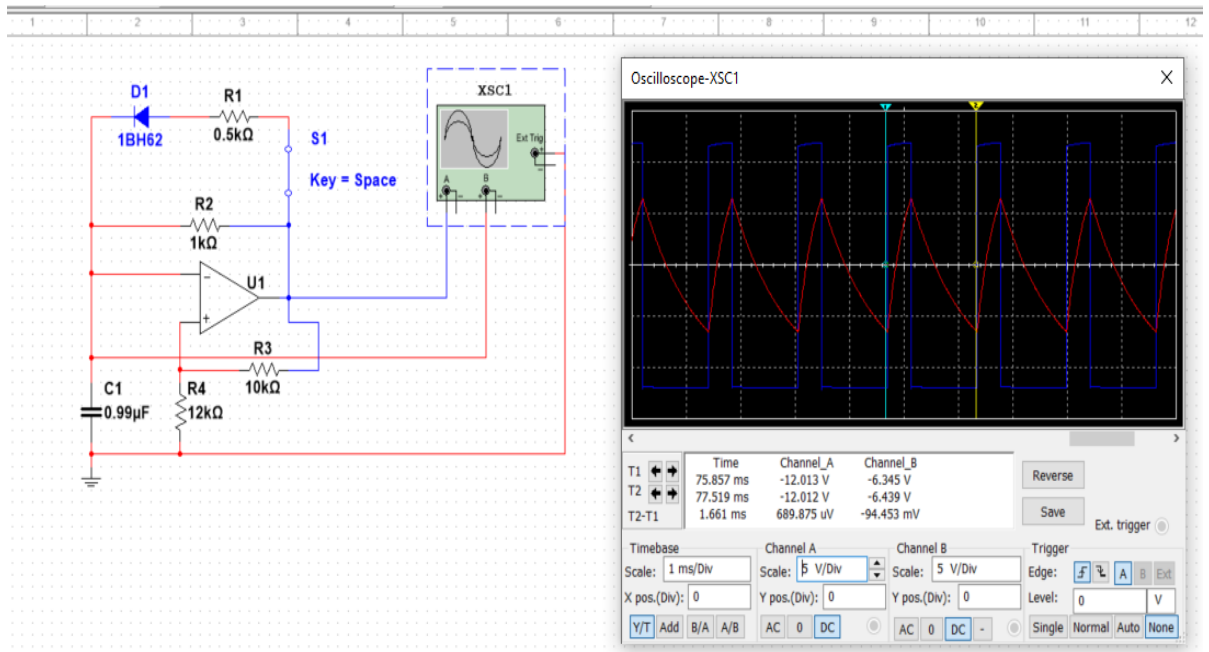 1 2 3 4 5 6 7 8 9 10 11 12
D1
1BH62
R1
0.5kΩ
S1
Key = Space
R2
1kΩ
U1
R3
10kΩ
C1
0.99µF
R4
12kΩ
XSC1
Ext Trig
+
−
A
B
+ − + −
Oscilloscope-XSC1 X
1 2
T1
T2
T2-T1
Time Channel_A Channel_B
75.857 ms -12.013 V -6.345 V
77.519 ms -12.012 V -6.439 V
1.661 ms 689.875 uV -94.453 mV
Reverse
Save
Ext. trigger
Timebase
Scale: 1 ms/Div
X pos.(Div): 0
Y/T Add B/A A/B
Channel A
Scale: 5 V/Div
Y pos.(Div): 0
AC 0 DC
Channel B
Scale: 5 V/Div
Y pos.(Div): 0
AC 0 DC -
Trigger
Edge: A B Ext
Level: 0 V
Single Normal Auto None